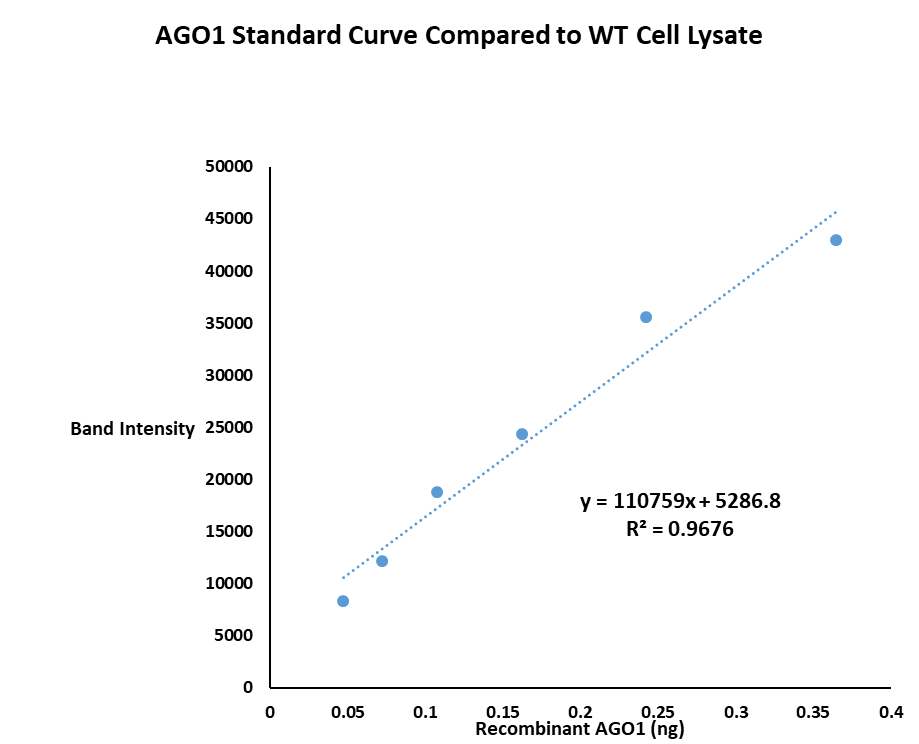 AGO1 Standard Curve Compared to WT Cell Lysate
50000
45000
40000
35000
30000
Band Intensity 25000
20000
y = 110759x + 5286.8
R² = 0.9676
15000
10000
5000
0
0 0.05 0.1 0.15 0.2 0.25 0.3 0.35 0.4
Recombinant AGO1 (ng)